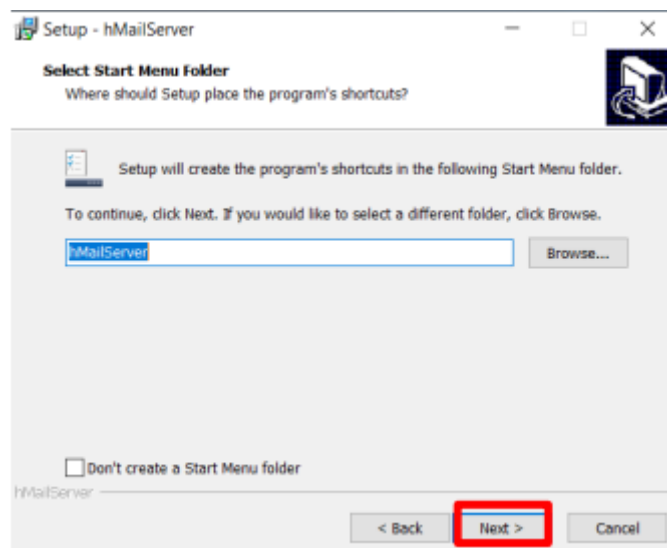 Setup - hMailServer
Select Start Menu Folder
Where should Setup place the program's shortcuts?
Setup will create the program's shortcuts in the following Start Menu folder.
To continue, click Next. If you would like to select a different folder, click Browse.
hMailServer
Browse...
Don't create a Start Menu folder
hMailServer
< Back
Next >
Cancel